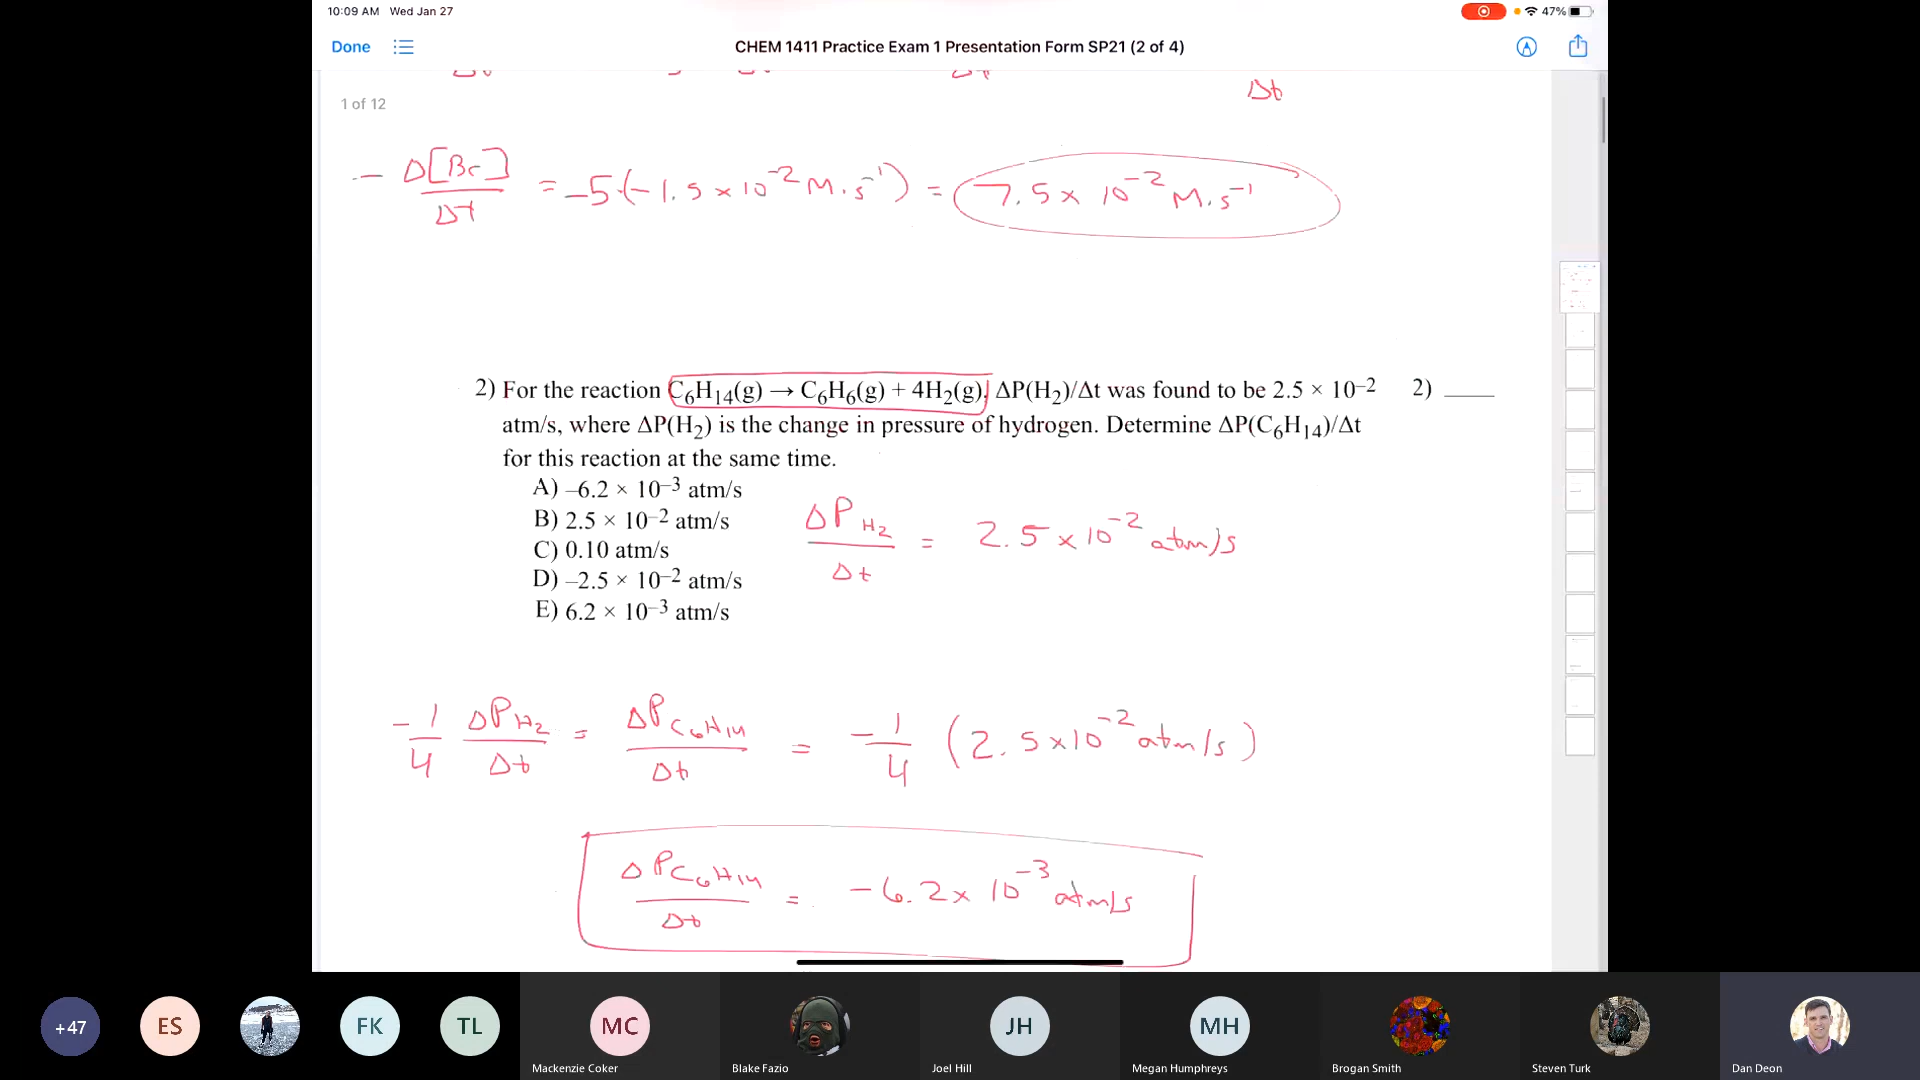 10:09 AM Wed Jan 27
47%
Done
CHEM 1411 Practice Exam 1 Presentation Form SP21 (2 of 4)
1 of 12
Δt
- Δ[Br-]/Δt = -5(-1.5 x 10^-2 M·s^-1) = 7.5 x 10^-2 M·s^-1
2) For the reaction C6H14(g) → C6H6(g) + 4H2(g), ΔP(H2)/Δt was found to be 2.5 × 10–2 2) ____
atm/s, where ΔP(H2) is the change in pressure of hydrogen. Determine ΔP(C6H14)/Δt
for this reaction at the same time.
A) –6.2 × 10–3 atm/s
B) 2.5 × 10–2 atm/s
C) 0.10 atm/s
D) –2.5 × 10–2 atm/s
E) 6.2 × 10–3 atm/s
ΔP H2/Δt = 2.5 x 10^-2 atm/s
-1/4 ΔP H2/Δt = ΔP C6H14/Δt = -1/4 (2.5 x 10^-2 atm/s)
ΔP C6H14/Δt = -6.2 x 10^-3 atm/s
+47
ES
FK
TL
MC
JH
MH
Mackenzie Coker
Blake Fazio
Joel Hill
Megan Humphreys
Brogan Smith
Steven Turk
Dan Deon